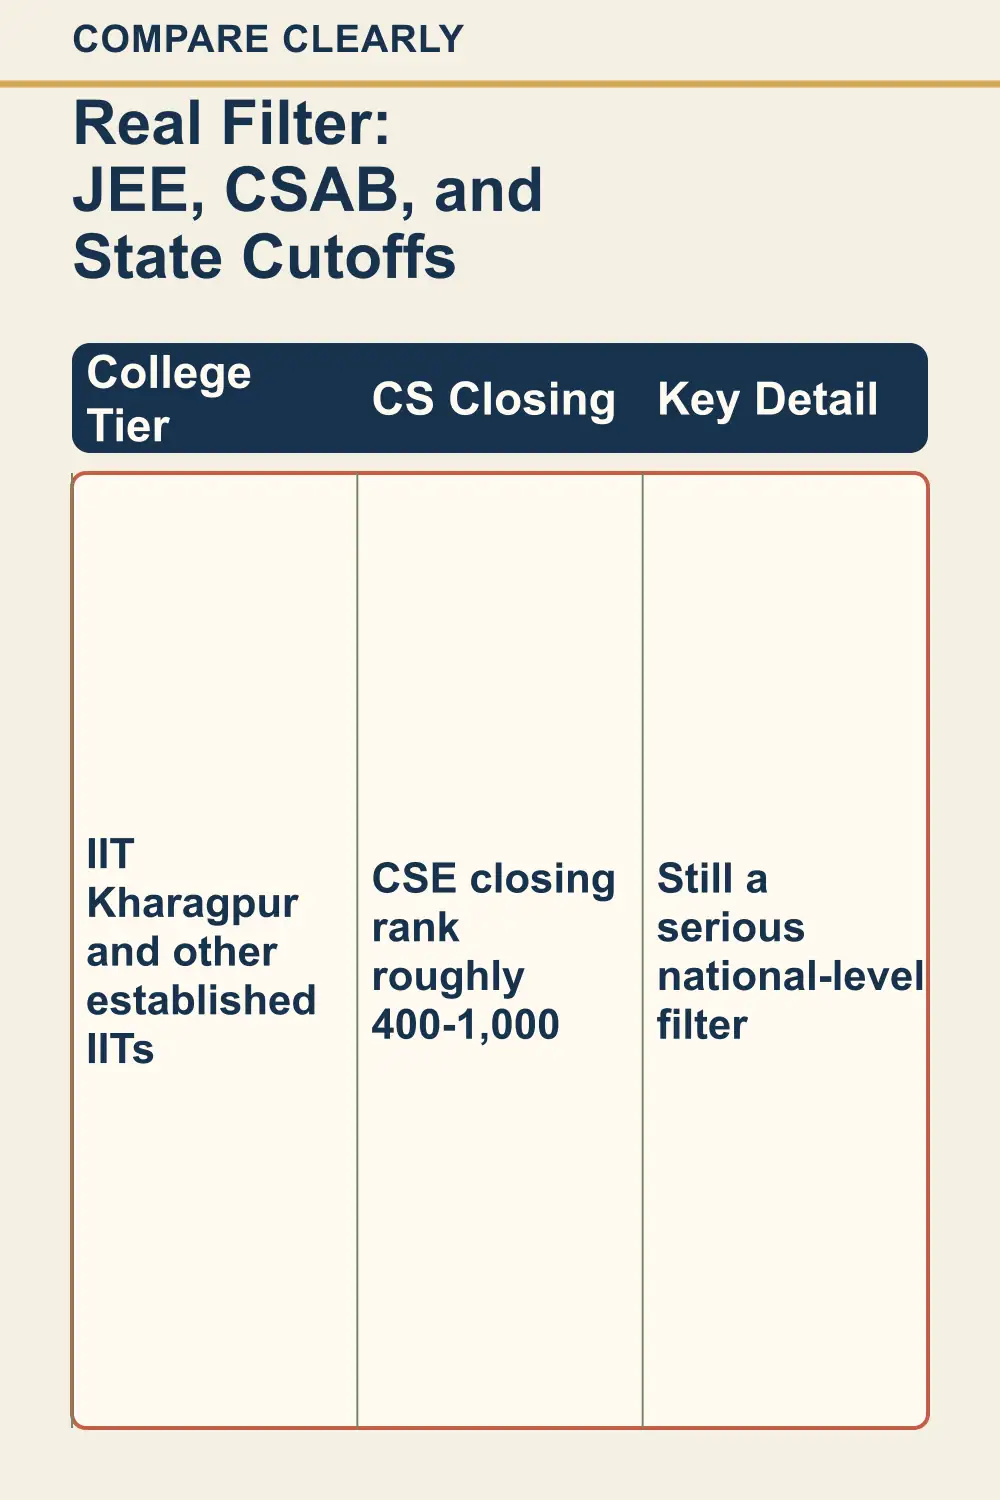 COMPARE CLEARLY
Real Filter:
JEE, CSAB, and
State Cutoffs
College
Tier
CS Closing
Key Detail
IIT
Kharagpur
and other
established
IITs
CSE closing
rank
roughly
400-1,000
Still a
serious
national-level
filter